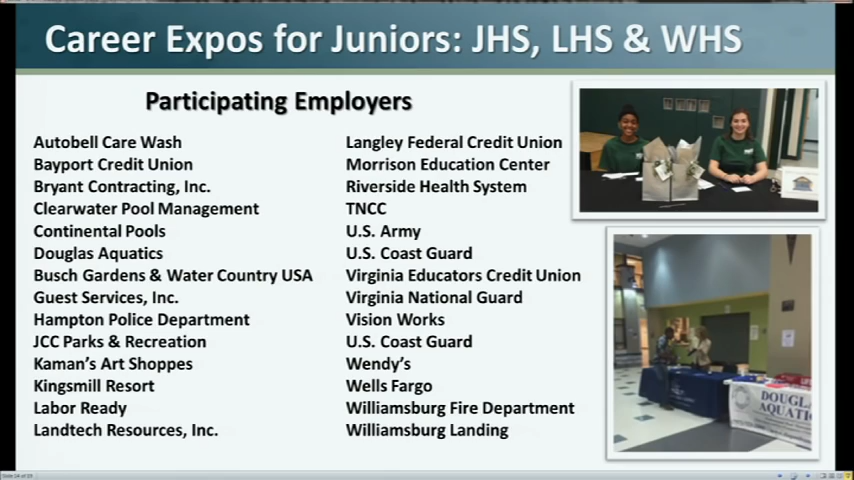 Career Expos for Juniors: JHS, LHS & WHS
Participating Employers
Autobell Care Wash
Bayport Credit Union
Bryant Contracting, Inc.
Clearwater Pool Management
Continental Pools
Douglas Aquatics
Busch Gardens & Water Country USA
Guest Services, Inc.
Hampton Police Department
JCC Parks & Recreation
Kaman's Art Shoppes
Kingsmill Resort
Labor Ready
Landtech Resources, Inc.
Langley Federal Credit Union
Morrison Education Center
Riverside Health System
TNCC
U.S. Army
U.S. Coast Guard
Virginia Educators Credit Union
Virginia National Guard
Vision Works
U.S. Coast Guard
Wendy's
Wells Fargo
Williamsburg Fire Department
Williamsburg Landing
DOUGL
AQUATI